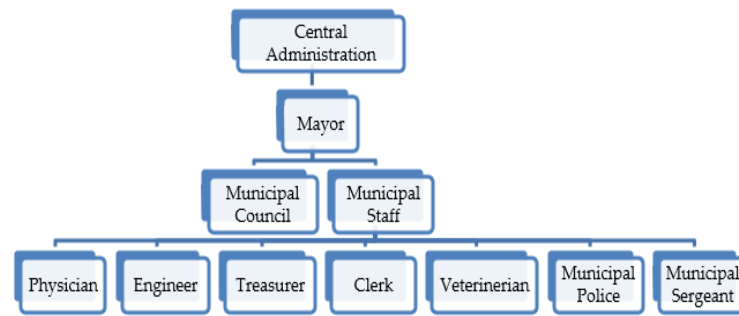 Central
Administration
Mayor
Municipal
Council
Municipal
Staff
Physician
Engineer
Treasurer
Clerk
Veterinerian
Municipal
Police
Municipal
Sergeant